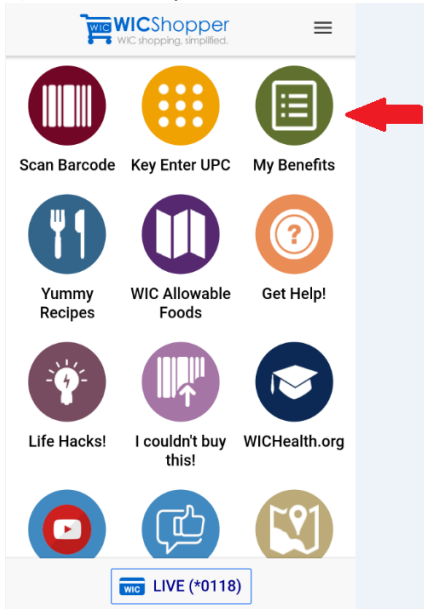 WIC WICShopper
WIC shopping, simplified.
Scan Barcode Key Enter UPC My Benefits
?
Yummy Recipes WIC Allowable Foods Get Help!
Life Hacks! I couldn't buy this! WICHealth.org
WIC LIVE (*0118)